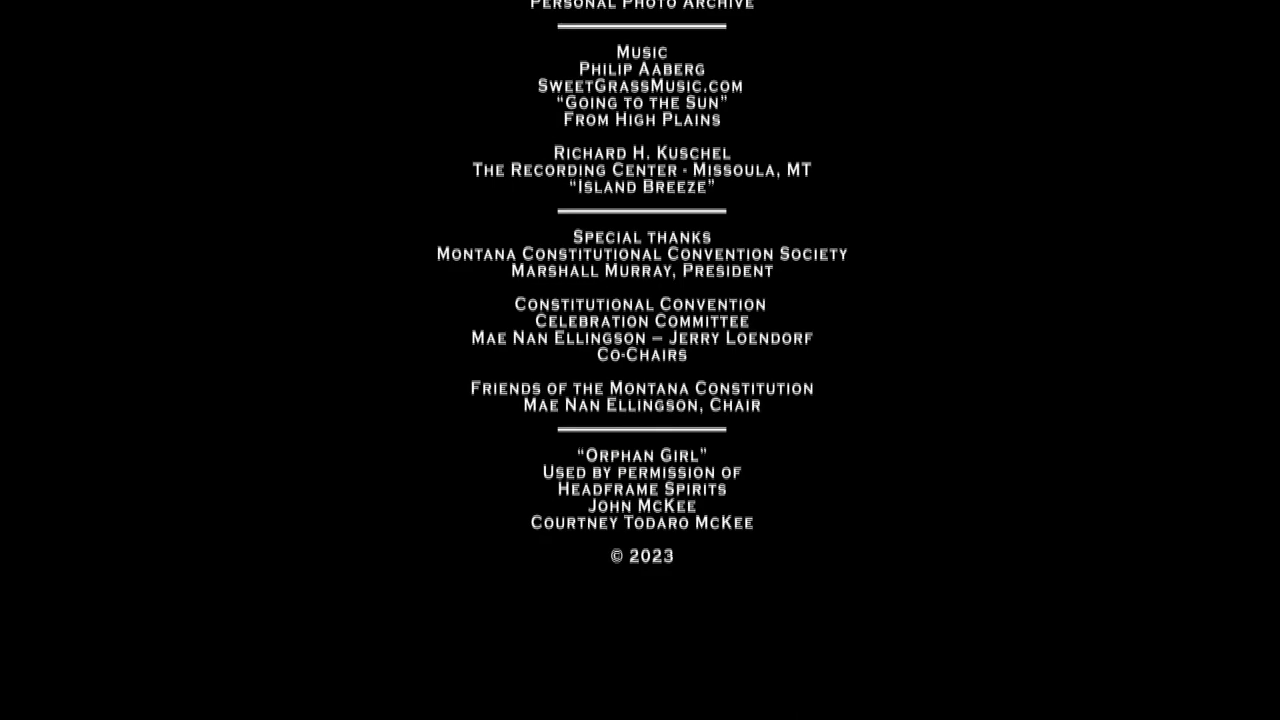 Personal Photo Archive
Music
Philip Aaberg
SweetGrassMusic.com
“Going to the Sun”
From High Plains
Richard H. Kuschel
The Recording Center - Missoula, MT
“Island Breeze”
Special thanks
Montana Constitutional Convention Society
Marshall Murray, President
Constitutional Convention
Celebration Committee
Mae Nan Ellingson – Jerry Loendorf
Co-Chairs
Friends of the Montana Constitution
Mae Nan Ellingson, Chair
“Orphan Girl”
Used by permission of
Headframe Spirits
John McKee
Courtney Todaro McKee
© 2023